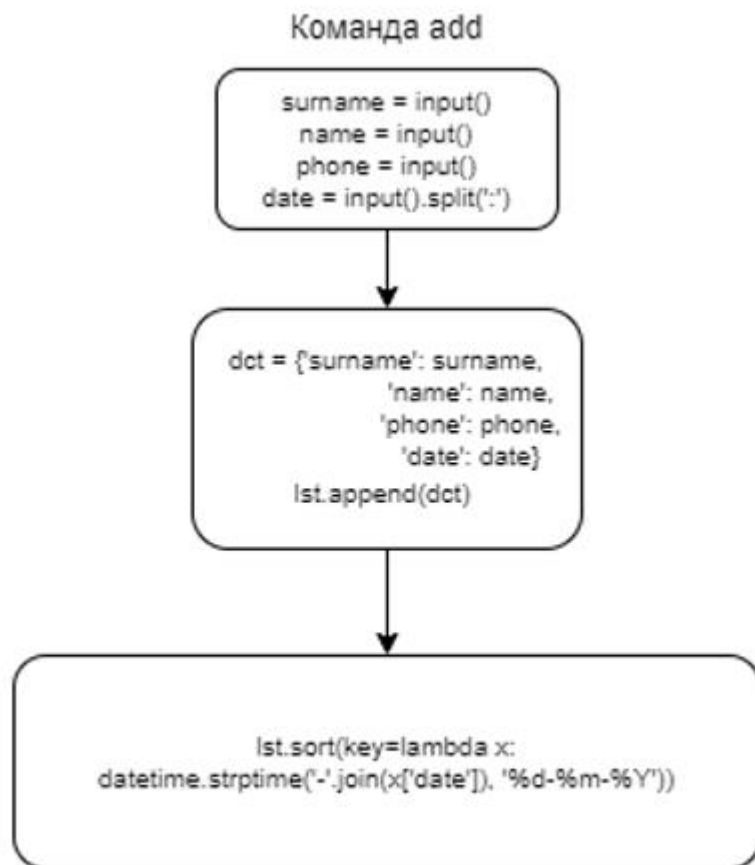 Команда add
surname = input()
name = input()
phone = input()
date = input().split(':')
dct = {'surname': surname,
'name': name,
'phone': phone,
'date': date}
lst.append(dct)
lst.sort(key=lambda x:
datetime.strptime('-'.join(x['date']), '%d-%m-%Y'))